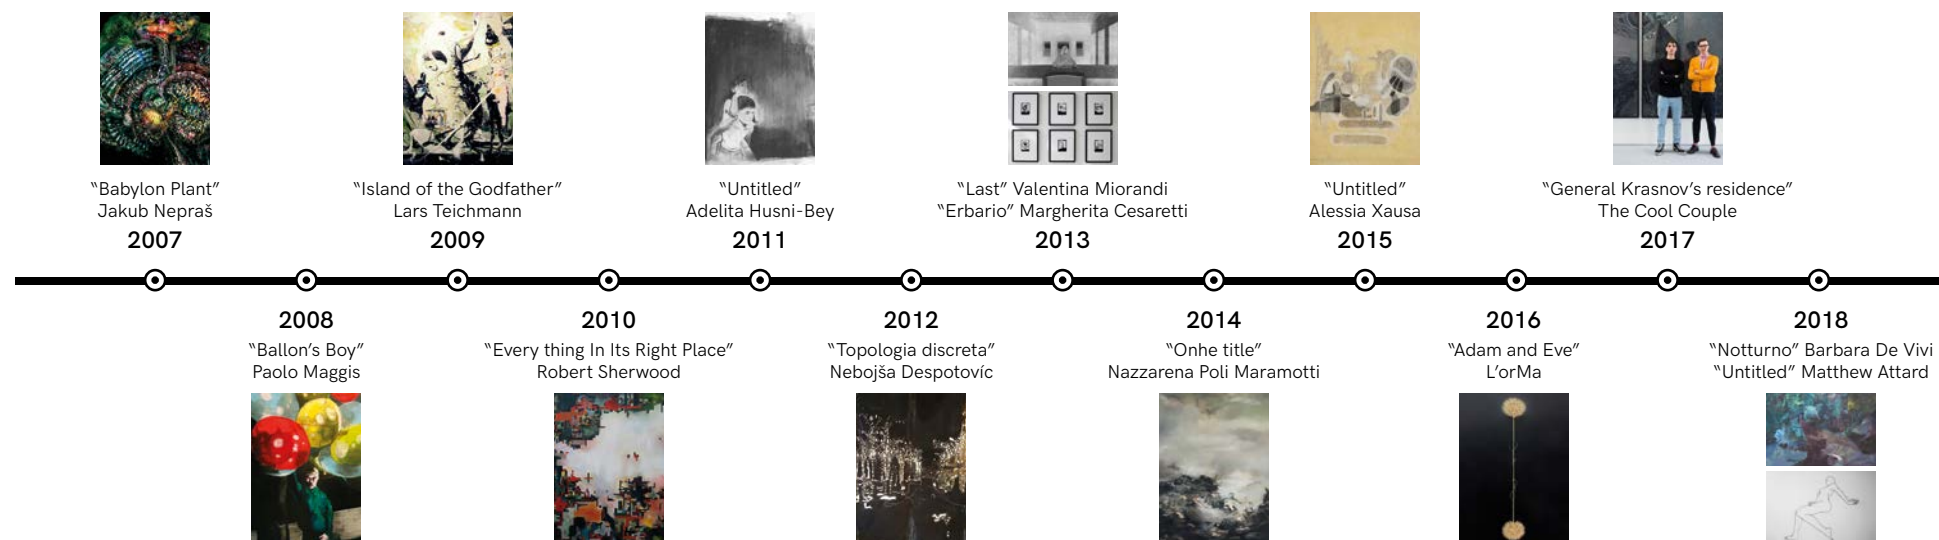 “Babylon Plant”
Jakub Nepraš
2007
“Island of the Godfather”
Lars Teichmann
2009
“Untitled”
Adelita Husni-Bey
2011
“Last” Valentina Miorandi
“Erbario” Margherita Cesaretti
2013
“Untitled”
Alessia Xausa
2015
“General Krasnov’s residence”
The Cool Couple
2017
2008
“Ballon’s Boy”
Paolo Maggis
2010
“Every thing In Its Right Place”
Robert Sherwood
2012
“Topologia discreta”
Nebojša Despotovíc
2014
“Onhe title”
Nazzarena Poli Maramotti
2016
“Adam and Eve”
L’orMa
2018
“Notturno” Barbara De Vivi
“Untitled” Matthew Attard